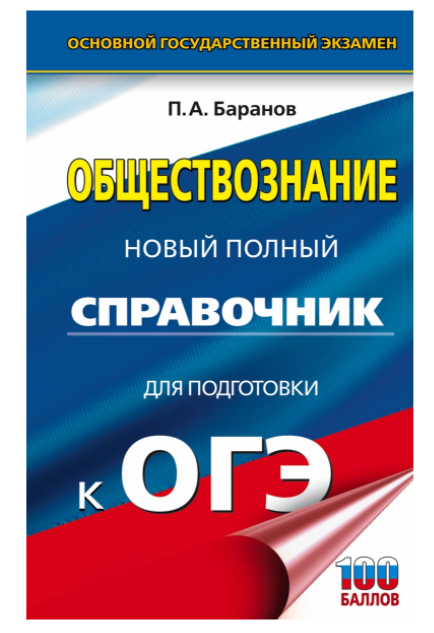 ОСНОВНОЙ ГОСУДАРСТВЕННЫЙ ЭКЗАМЕН
П.А. Баранов
ОБЩЕСТВОЗНАНИЕ
НОВЫЙ ПОЛНЫЙ
СПРАВОЧНИК
ДЛЯ ПОДГОТОВКИ
К ОГЭ
100
БАЛЛОВ